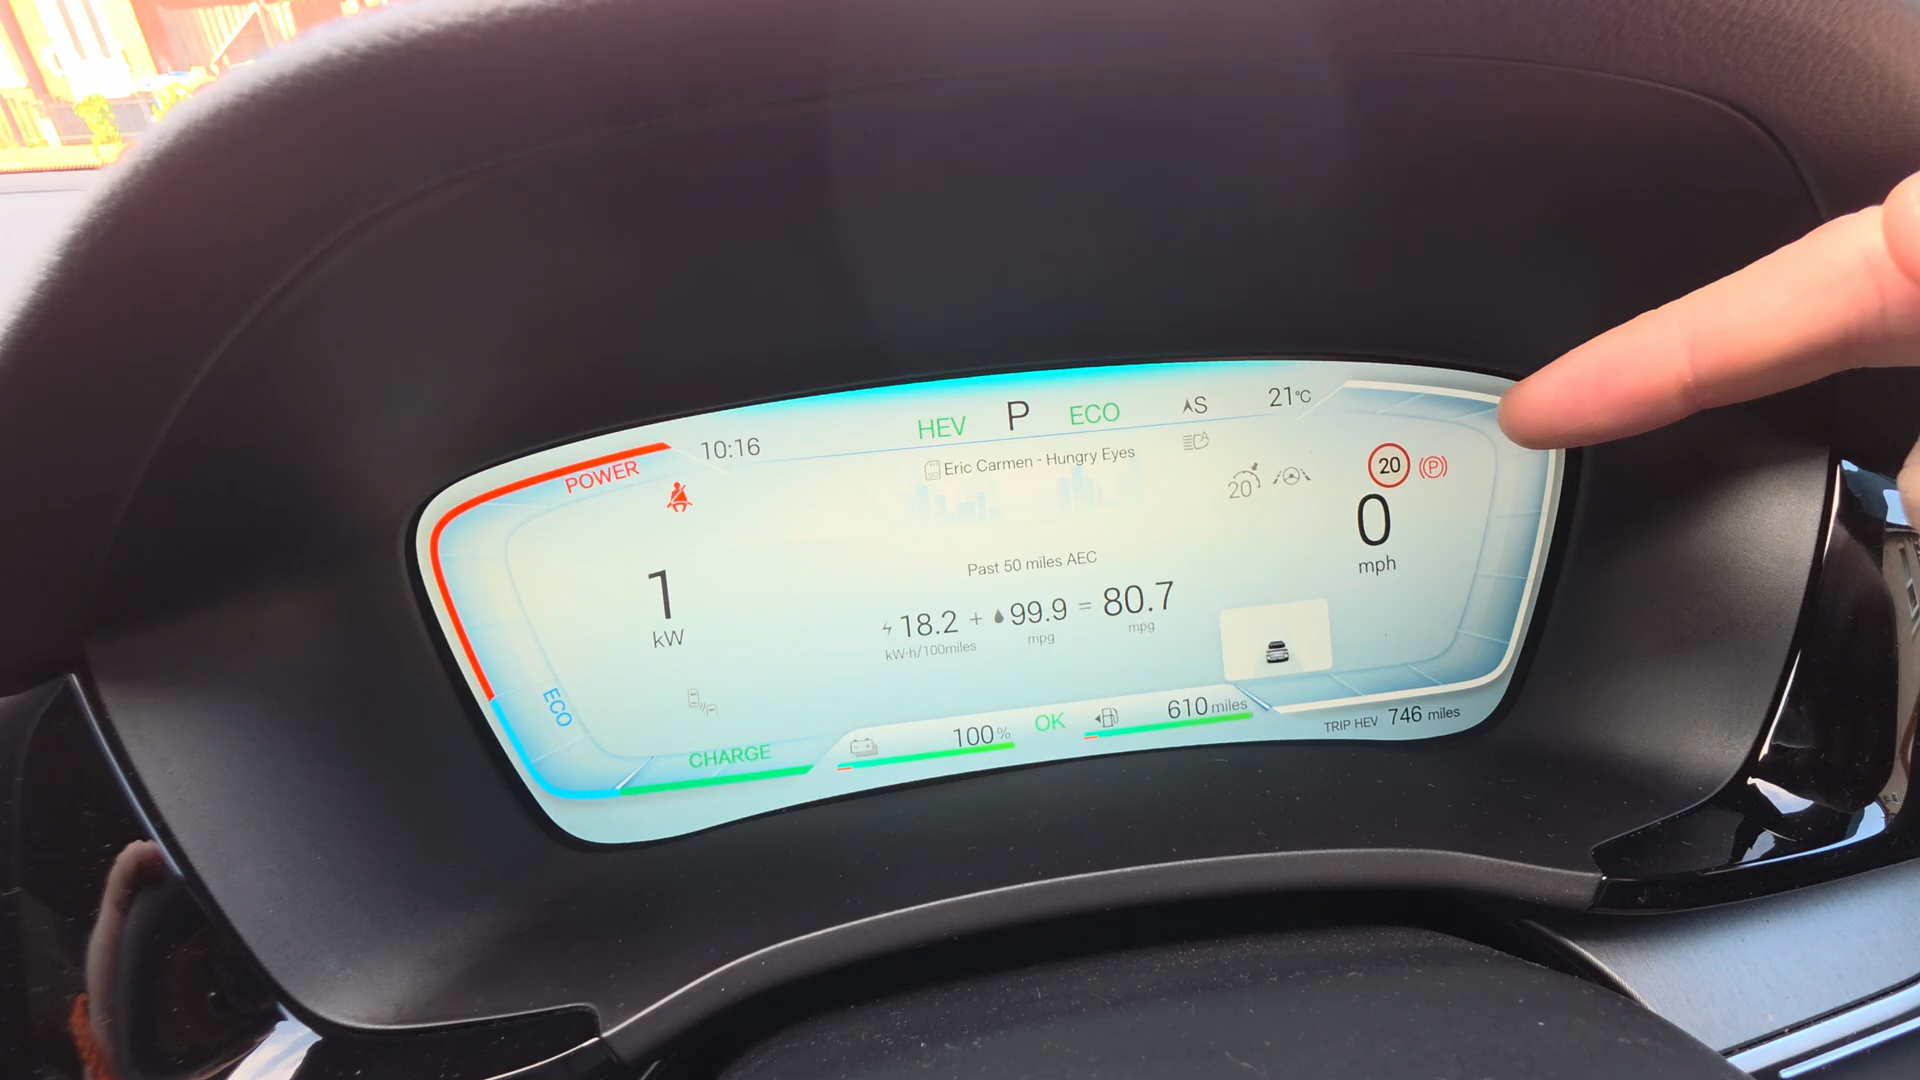 10:16
HEV P ECO
S
21°C
Eric Carmen - Hungry Eyes
A
POWER
20
20
P
0
mph
1
kW
Past 50 miles AEC
18.2 + 99.9 = 80.7
kW·h/100miles mpg mpg
ECO
CHARGE
100%
OK
610 miles
TRIP HEV 746 miles